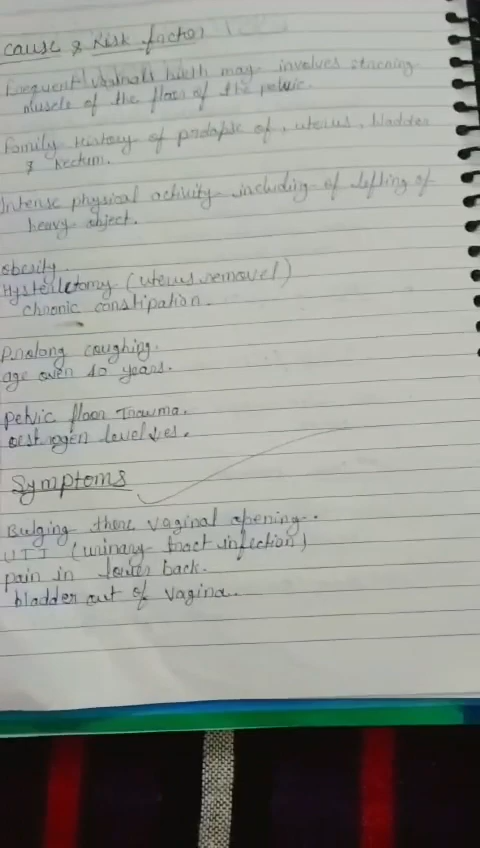 cause & Risk factor
Frequent vaginal birth may involves straining
muscle of the floor of the pelvic.
Family History of prolapse of, uterus, bladder
& Rectum.
Intense physical activity including of lifting of
heavy object.
obesity.
Hysterectomy (uterus removel)
chronic constipation.
Prolong coughing.
age over 40 years.
pelvic floor Trauma.
oestrogen level ↓es.
Symptoms
Bulging there vaginal opening..
UTI (urinary tract infection)
pain in lower back.
bladder out of vagina.